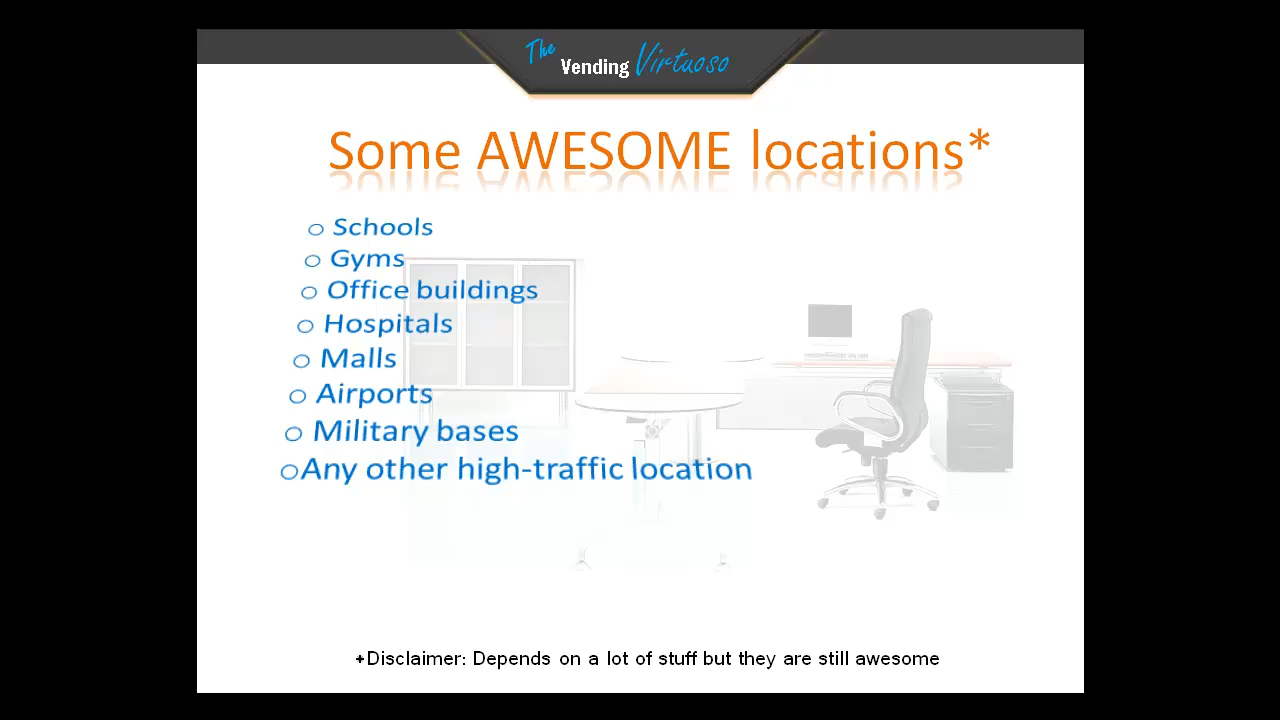 The Vending Virtuoso
Some AWESOME locations*
o Schools
o Gyms
o Office buildings
o Hospitals
o Malls
o Airports
o Military bases
oAny other high-traffic location
+Disclaimer: Depends on a lot of stuff but they are still awesome